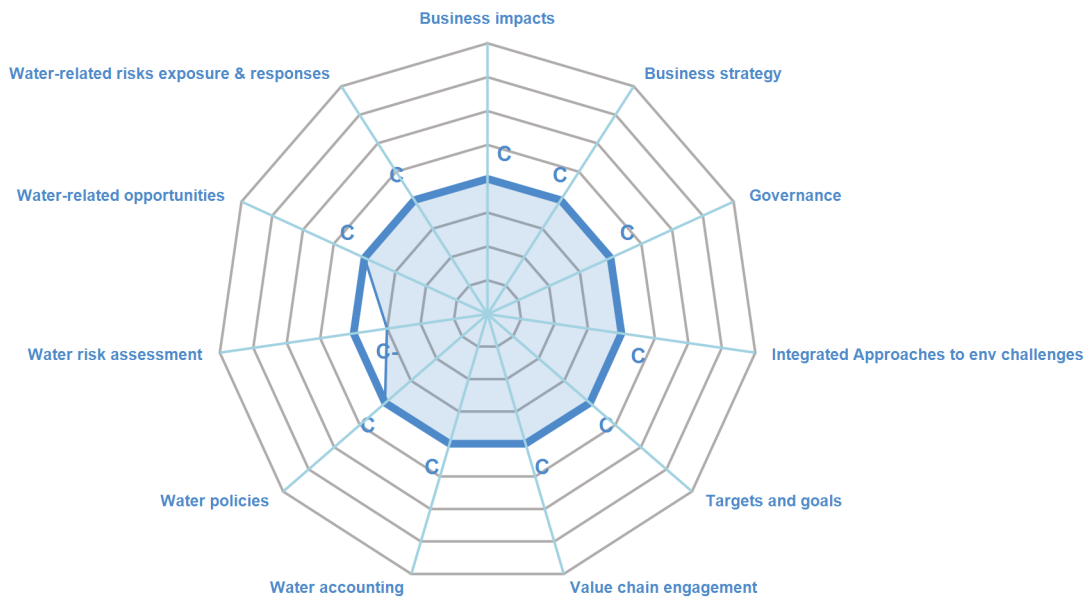 Business impacts
Water-related risks exposure & responses
Business strategy
C
C
C
Water-related opportunities
Governance
C
C
Water risk assessment
C-
C
Integrated Approaches to env challenges
C
C
C
C
Water policies
Targets and goals
Water accounting
Value chain engagement